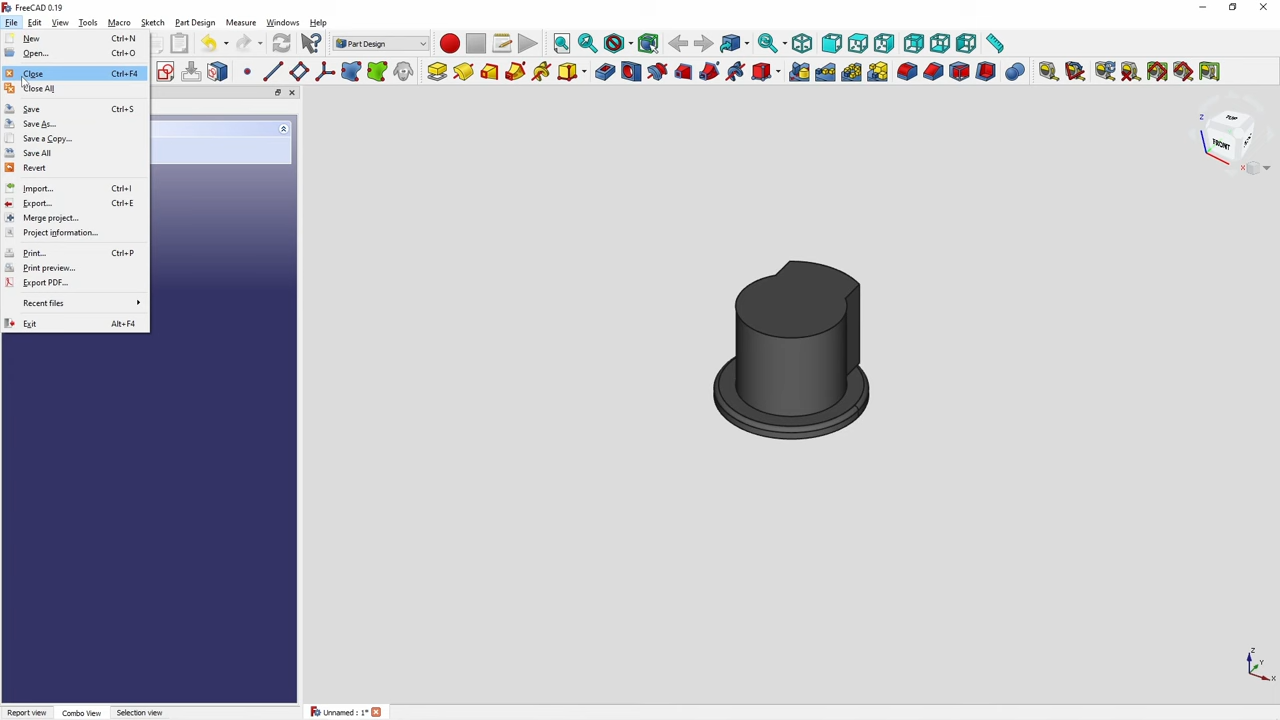 FreeCAD 0.19
File Edit View Tools Macro Sketch Part Design Measure Windows Help
New Ctrl+N
Open... Ctrl+O
Part Design
Close Ctrl+F4
Close All
Save Ctrl+S
Save As...
Save a Copy...
Save All
Revert
Import... Ctrl+I
Export... Ctrl+E
Merge project...
Project information...
Print... Ctrl+P
Print preview...
Export PDF...
Recent files
Exit Alt+F4
TOP
FRONT
Z
X
Z
Y
X
Report view Combo View Selection view Unnamed : 1*